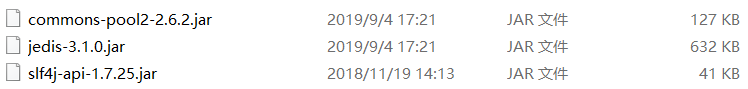 commons-pool2-2.6.2.jar 2019/9/4 17:21 JAR 文件 127 KB
jedis-3.1.0.jar 2019/9/4 17:21 JAR 文件 632 KB
slf4j-api-1.7.25.jar 2018/11/19 14:13 JAR 文件 41 KB